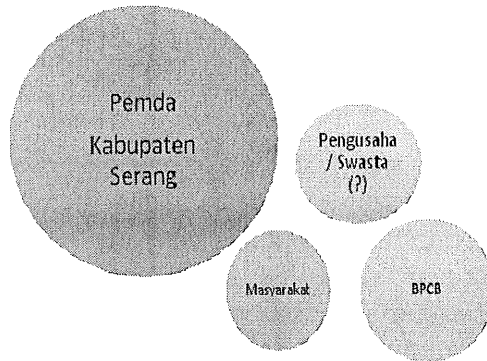 Pemda
Kabupaten
Serang
Pengusaha
/ Swasta
(?)
Masyarakat
BPCB